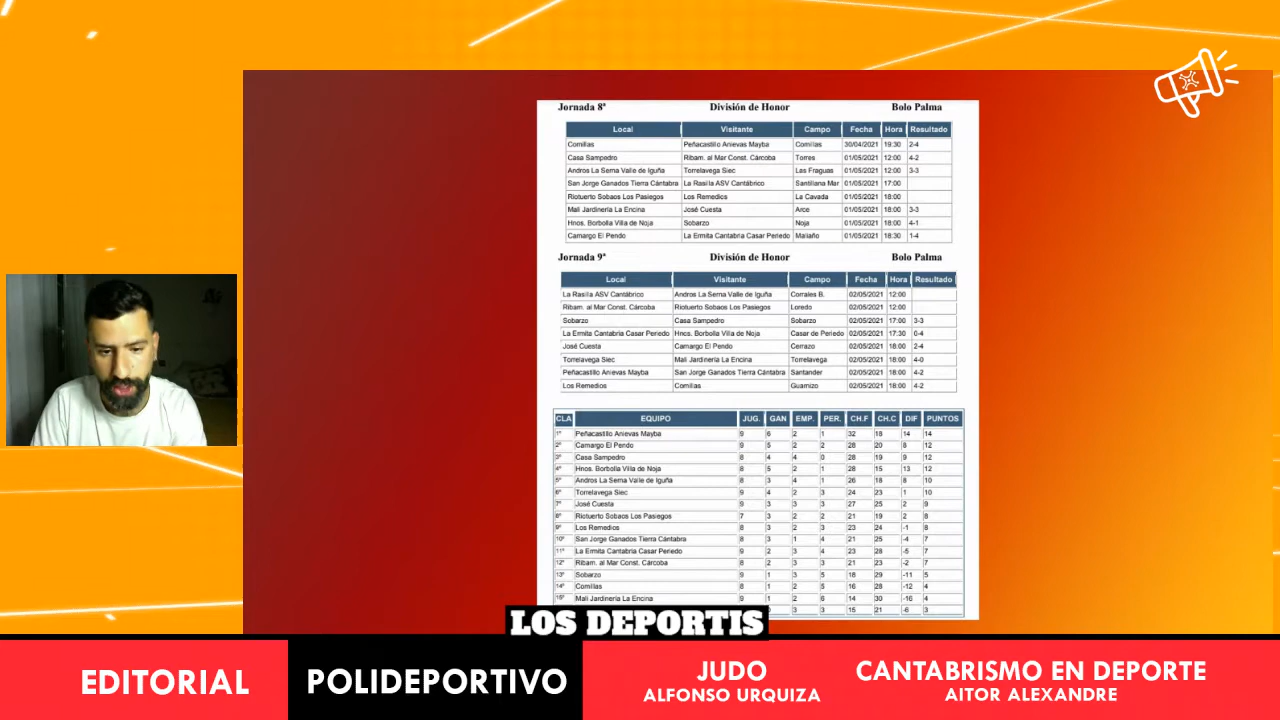 Jornada 8ª División de Honor Bolo Palma
Local Visitante Campo Fecha Hora Resultado
Comillas Peñacastillo Anievas Mayba Comillas 30/04/2021 19:30 2-4
Casa Sampedro Ribam. al Mar Const. Cárcoba Torres 01/05/2021 12:00 4-2
Andros La Serna Valle de Iguña Torrelavega Siec Las Fraguas 01/05/2021 12:00 3-3
San Jorge Ganados Tierra Cántabra La Rasilla ASV Cantábrico Santillana Mar 01/05/2021 17:00
Riotuerto Sobaos Los Pasiegos Los Remedios La Cavada 01/05/2021 18:00
Mali Jardinería La Encina José Cuesta Arce 01/05/2021 18:00 3-3
Hnos. Borbolla Villa de Noja Sobarzo Noja 01/05/2021 18:00 4-1
Camargo El Pendo La Ermita Cantabria Casar Periedo Maliaño 01/05/2021 18:30 1-4
Jornada 9ª División de Honor Bolo Palma
Local Visitante Campo Fecha Hora Resultado
La Rasilla ASV Cantábrico Andros La Serna Valle de Iguña Corrales B. 02/05/2021 12:00
Ribam. al Mar Const. Cárcoba Riotuerto Sobaos Los Pasiegos Loredo 02/05/2021 12:00
Sobarzo Casa Sampedro Sobarzo 02/05/2021 17:00 3-3
La Ermita Cantabria Casar Periedo Hnos. Borbolla Villa de Noja Casar de Periedo 02/05/2021 17:30 0-4
José Cuesta Camargo El Pendo Cerrazo 02/05/2021 18:00 2-4
Torrelavega Siec Mali Jardinería La Encina Torrelavega 02/05/2021 18:00 4-0
Peñacastillo Anievas Mayba San Jorge Ganados Tierra Cántabra Santander 02/05/2021 18:00 4-2
Los Remedios Comillas Guarnizo 02/05/2021 18:00 4-2
CLA EQUIPO JUG. GAN EMP. PER. CH.F CH.C DIF PUNTOS
1º Peñacastillo Anievas Mayba 9 6 2 1 32 18 14 14
2º Camargo El Pendo 9 5 2 2 28 20 8 12
3º Casa Sampedro 8 4 4 0 28 19 9 12
4º Hnos. Borbolla Villa de Noja 8 5 2 1 28 15 13 12
5º Andros La Serna Valle de Iguña 8 3 4 1 26 18 8 10
6º Torrelavega Siec 9 4 2 3 24 23 1 10
7º José Cuesta 9 3 3 3 27 25 2 9
8º Riotuerto Sobaos Los Pasiegos 7 3 2 2 21 19 2 8
9º Los Remedios 8 3 2 3 23 24 -1 8
10º San Jorge Ganados Tierra Cántabra 8 3 1 4 21 25 -4 7
11º La Ermita Cantabria Casar Periedo 9 2 3 4 23 28 -5 7
12º Ribam. al Mar Const. Cárcoba 8 2 3 3 21 23 -2 7
13º Sobarzo 9 1 3 5 18 29 -11 5
14º Comillas 8 1 2 5 16 28 -12 4
15º Mali Jardinería La Encina 9 1 2 6 14 30 -16 4
0 3 3 15 21 -6 3
LOS DEPORTIS
EDITORIAL POLIDEPORTIVO JUDO CANTABRISMO EN DEPORTE
ALFONSO URQUIZA AITOR ALEXANDRE